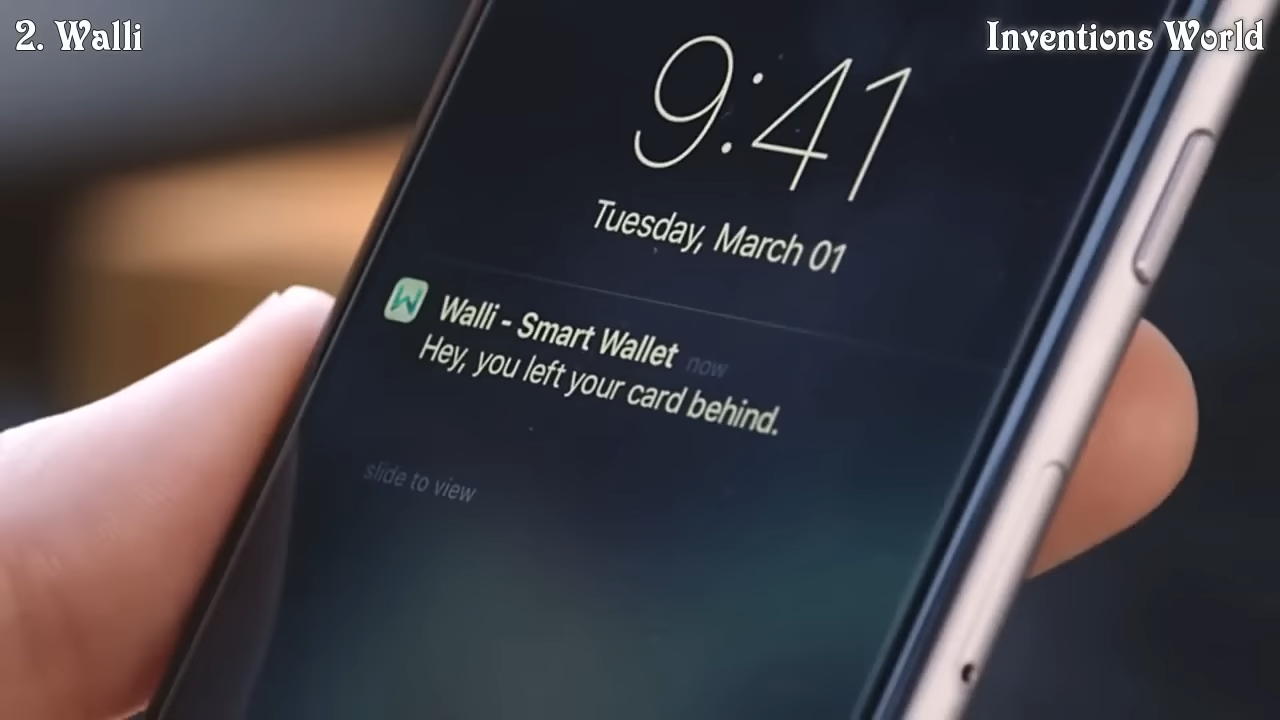 2. Walli
Inventions World
9:41
Tuesday, March 01
Walli - Smart Wallet now
Hey, you left your card behind.
slide to view